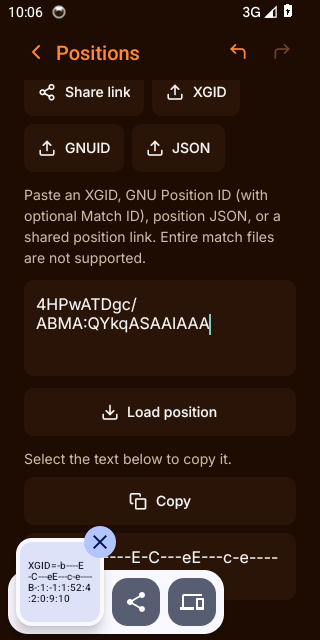 10:06
3G
Positions
Share link
XGID
GNUID
JSON
Paste an XGID, GNU Position ID (with
optional Match ID), position JSON, or a
shared position link. Entire match files
are not supported.
4HPwATDgc/
ABMA:QYkqASAAIAAA
Load position
Select the text below to copy it.
Copy
----E-C---eE---c-e----
XGID=-b----E
-C---eE---c-e----
B-:1:-1:1:52:4
:2:0:9:10